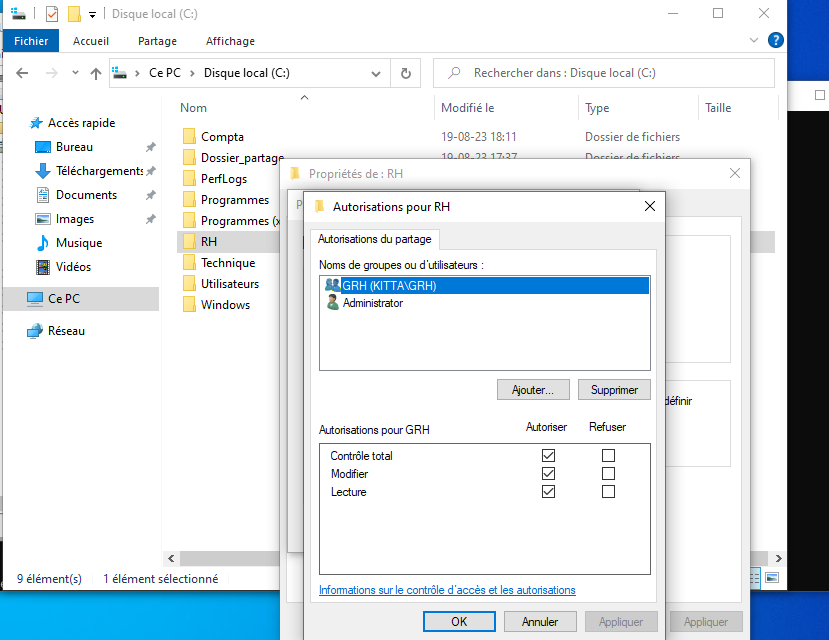 Disque local (C:)
Fichier Accueil Partage Affichage
Ce PC Disque local (C:) Rechercher dans : Disque local (C:)
Nom Modifié le Type Taille
Accès rapide
Bureau
Téléchargements
Documents
Images
Musique
Vidéos
Ce PC
Réseau
Compta 19-08-23 18:11 Dossier de fichiers
Dossier_partage 19-08-23 17:37 Dossier de fichiers
PerfLogs
Programmes
Programmes (x
RH
Technique
Utilisateurs
Windows
Propriétés de : RH
P
Autorisations pour RH
Autorisations du partage
Noms de groupes ou d'utilisateurs :
GRH (KITTA\GRH)
Administrator
Ajouter... Supprimer
définir
Autorisations pour GRH Autoriser Refuser
Contrôle total
Modifier
Lecture
Informations sur le contrôle d'accès et les autorisations
OK Annuler Appliquer Appliquer
9 élément(s) 1 élément sélectionné